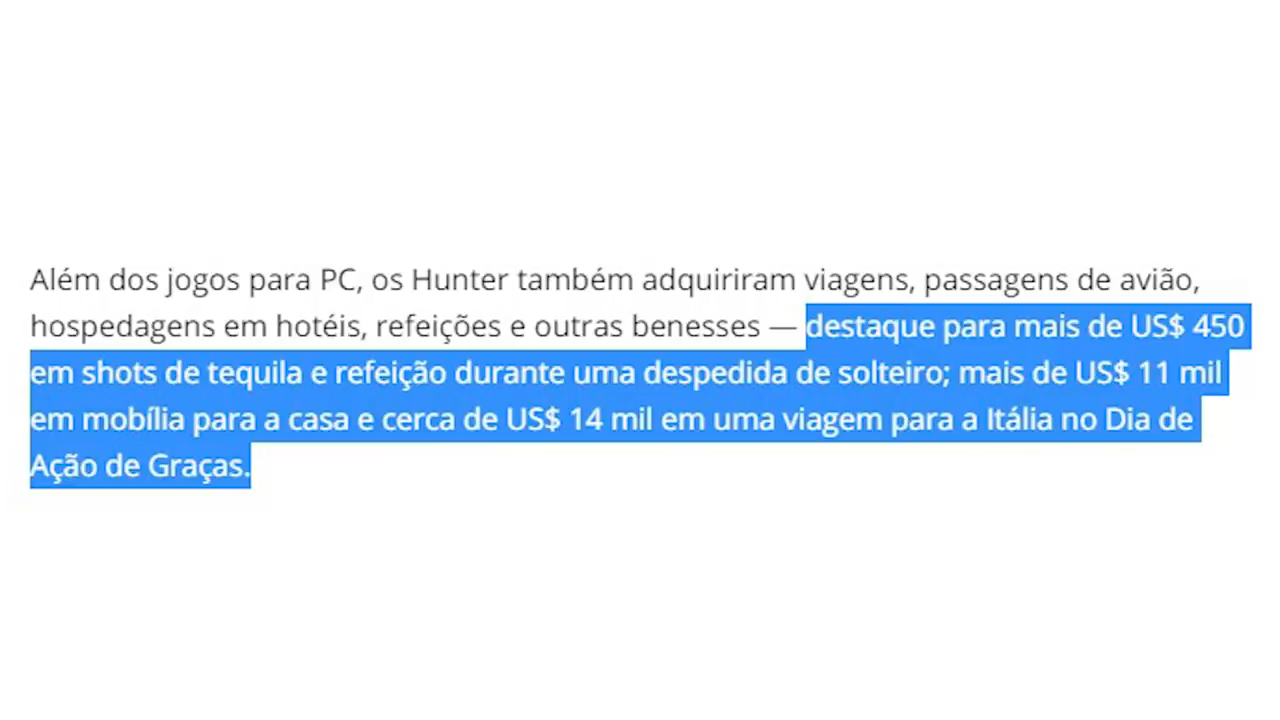 Além dos jogos para PC, os Hunter também adquiriram viagens, passagens de avião,
hospedagens em hotéis, refeições e outras benesses — destaque para mais de US$ 450
em shots de tequila e refeição durante uma despedida de solteiro; mais de US$ 11 mil
em mobília para a casa e cerca de US$ 14 mil em uma viagem para a Itália no Dia de
Ação de Graças.